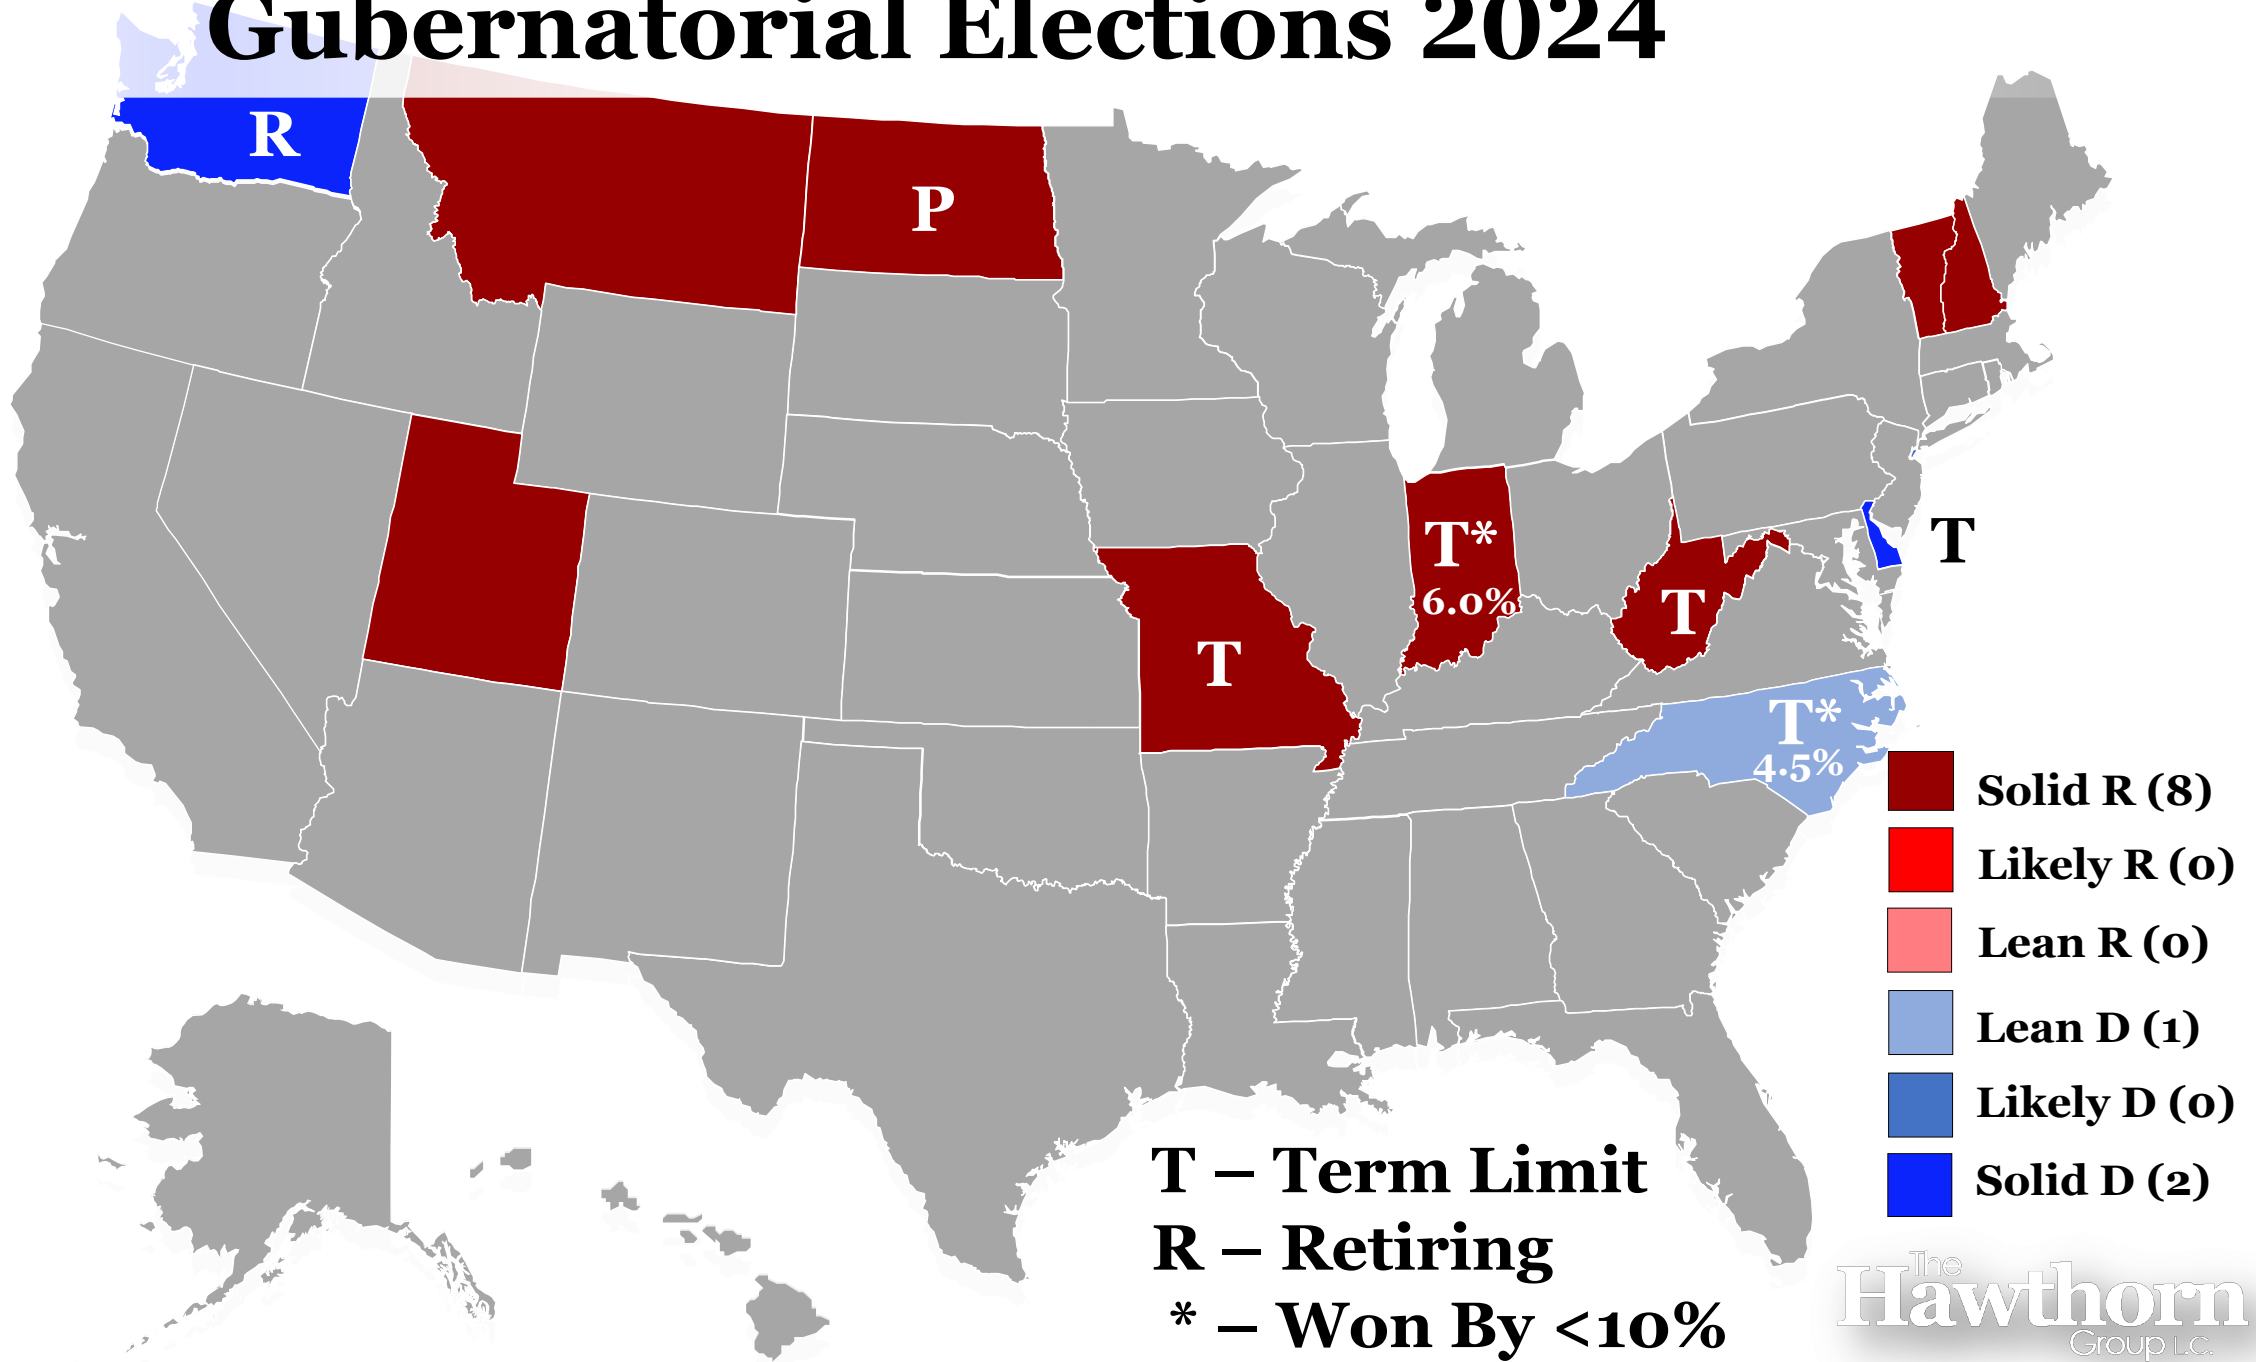 Gubernatorial Elections 2024
R
P
T
T*
6.0%
T
T
T*
4.5%
Solid R (8)
Likely R (0)
Lean R (0)
Lean D (1)
Likely D (0)
Solid D (2)
T – Term Limit
R – Retiring
* – Won By <10%
The
Hawthorn
Group L.C.